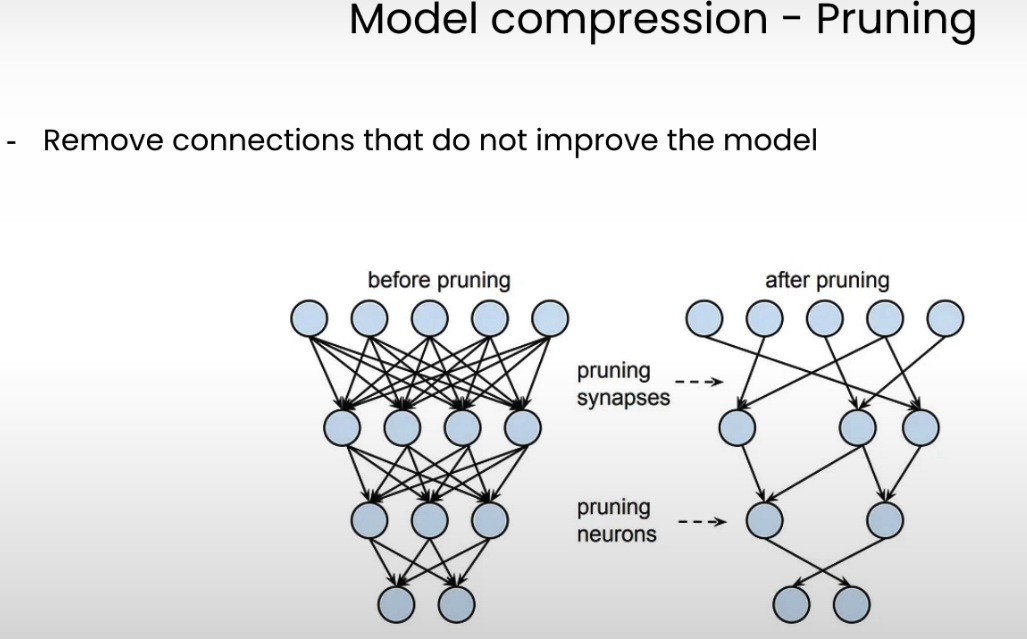 Model compression - Pruning
- Remove connections that do not improve the model
before pruning
after pruning
pruning
synapses
pruning
neurons